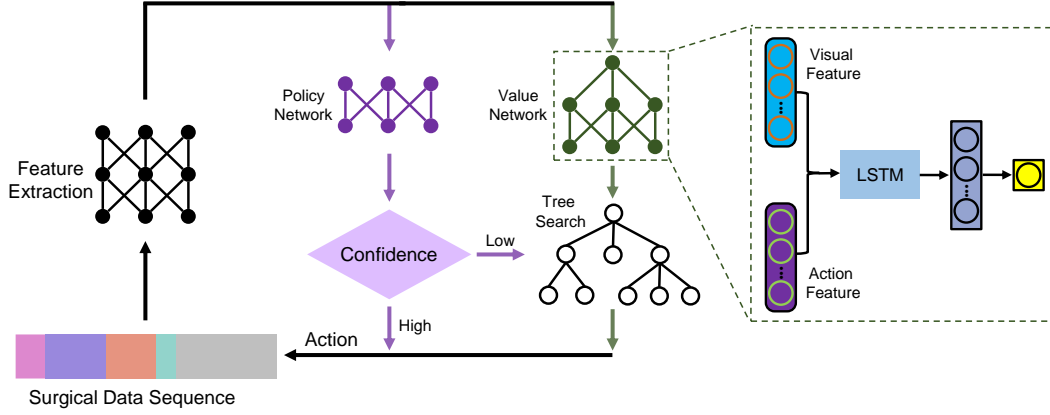 Feature
Extraction
Policy
Network
Value
Network
Confidence
Low
High
Tree
Search
Action
Surgical Data Sequence
Visual
Feature
LSTM
Action
Feature